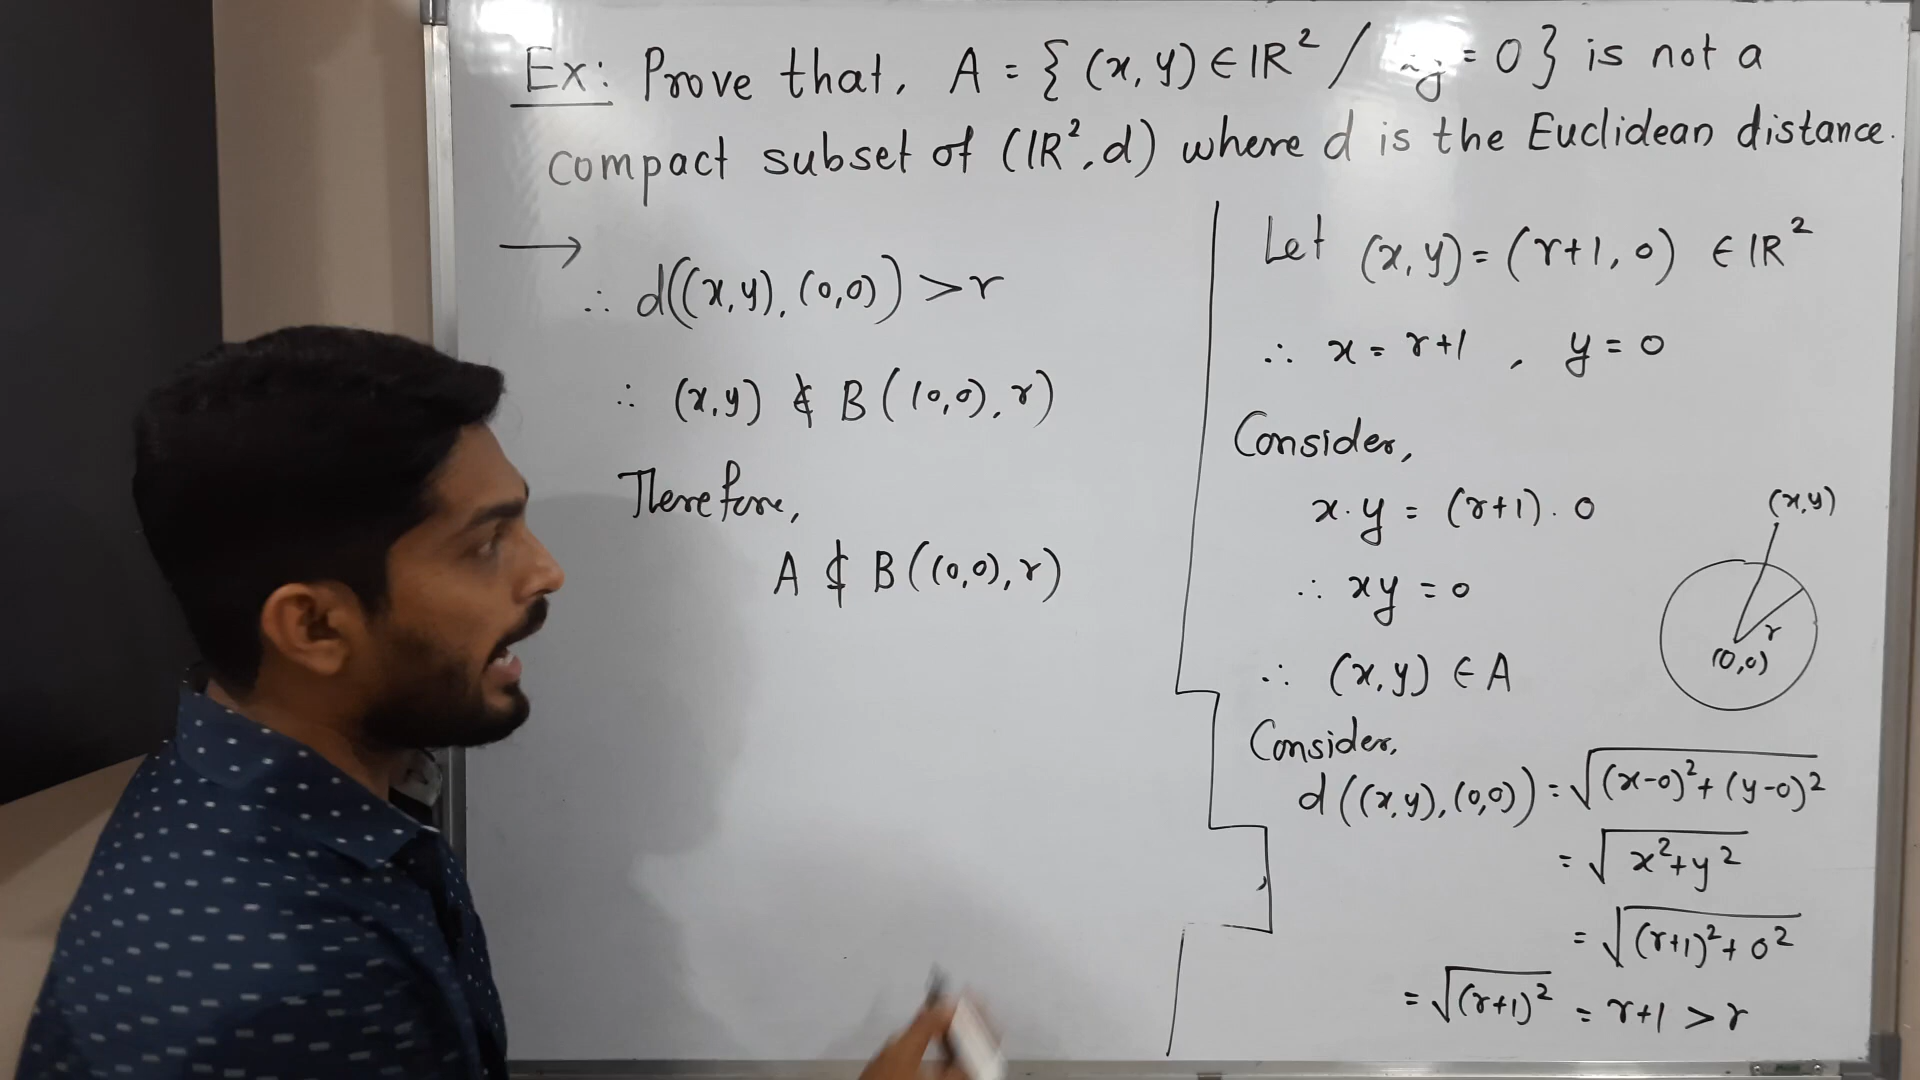 Ex: Prove that, A = { (x, y) ∈ IR² / xy = 0 } is not a
compact subset of (IR², d) where d is the Euclidean distance.
→
∴ d((x,y), (0,0)) > r
∴ (x,y) ∉ B((0,0), r)
Therefore,
A ⊄ B((0,0), r)
Let (x, y) = (r+1, 0) ∈ IR²
∴ x = r+1 , y = 0
Consider,
x · y = (r+1) · 0
∴ xy = 0
∴ (x, y) ∈ A
Consider,
d((x,y), (0,0)) = √((x-0)² + (y-0)²)
= √(x² + y²)
= √((r+1)² + 0²)
= √((r+1)²) = r+1 > r
(x,y)
r
(0,0)